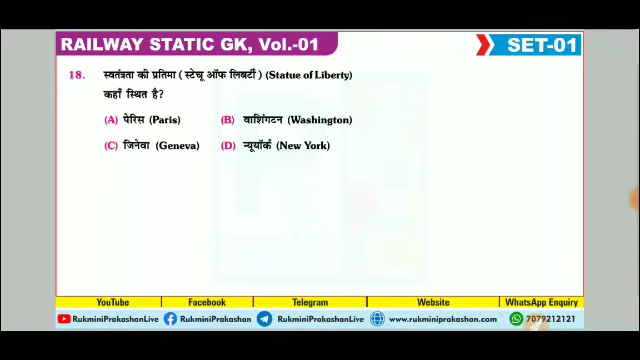 RAILWAY STATIC GK, Vol.-01
SET-01
18. स्वतंत्रता की प्रतिमा (स्टेचू ऑफ लिबर्टी) (Statue of Liberty)
कहाँ स्थित है?
(A) पेरिस (Paris) (B) वाशिंगटन (Washington)
(C) जिनेवा (Geneva) (D) न्यूयॉर्क (New York)
YouTube Facebook Telegram Website WhatsApp Enquiry
RukminiPrakashanLive RukminiPrakashan RukminiPrakashanLive www.rukminiprakashan.com 7079212121